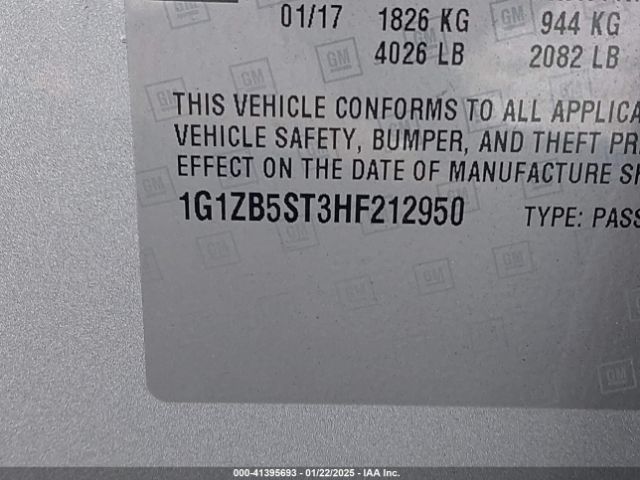 01/17 1826 KG 944 KG
4026 LB 2082 LB
THIS VEHICLE CONFORMS TO ALL APPLICA
VEHICLE SAFETY, BUMPER, AND THEFT PR
EFFECT ON THE DATE OF MANUFACTURE SH
1G1ZB5ST3HF212950 TYPE: PASS
GM
000-41395693 - 01/22/2025 - IAA Inc.